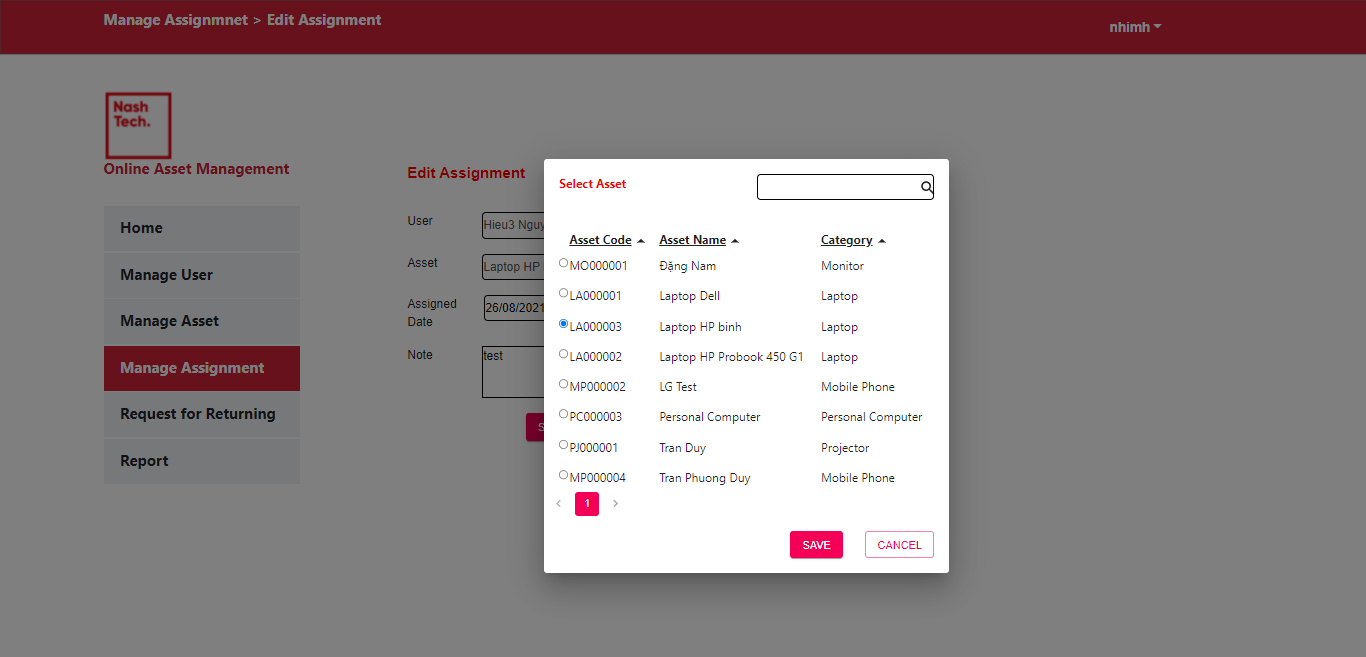 Manage Assignmnet > Edit Assignment
nhimh
Nash
Tech.
Online Asset Management
Home
Manage User
Manage Asset
Manage Assignment
Request for Returning
Report
Edit Assignment
User
Hieu3 Nguy
Asset
Laptop HP
Assigned
Date
26/08/2021
Note
test
S
Select Asset
Asset Code Asset Name Category
MO000001 Đặng Nam Monitor
LA000001 Laptop Dell Laptop
LA000003 Laptop HP binh Laptop
LA000002 Laptop HP Probook 450 G1 Laptop
MP000002 LG Test Mobile Phone
PC000003 Personal Computer Personal Computer
PJ000001 Tran Duy Projector
MP000004 Tran Phuong Duy Mobile Phone
1
SAVE CANCEL